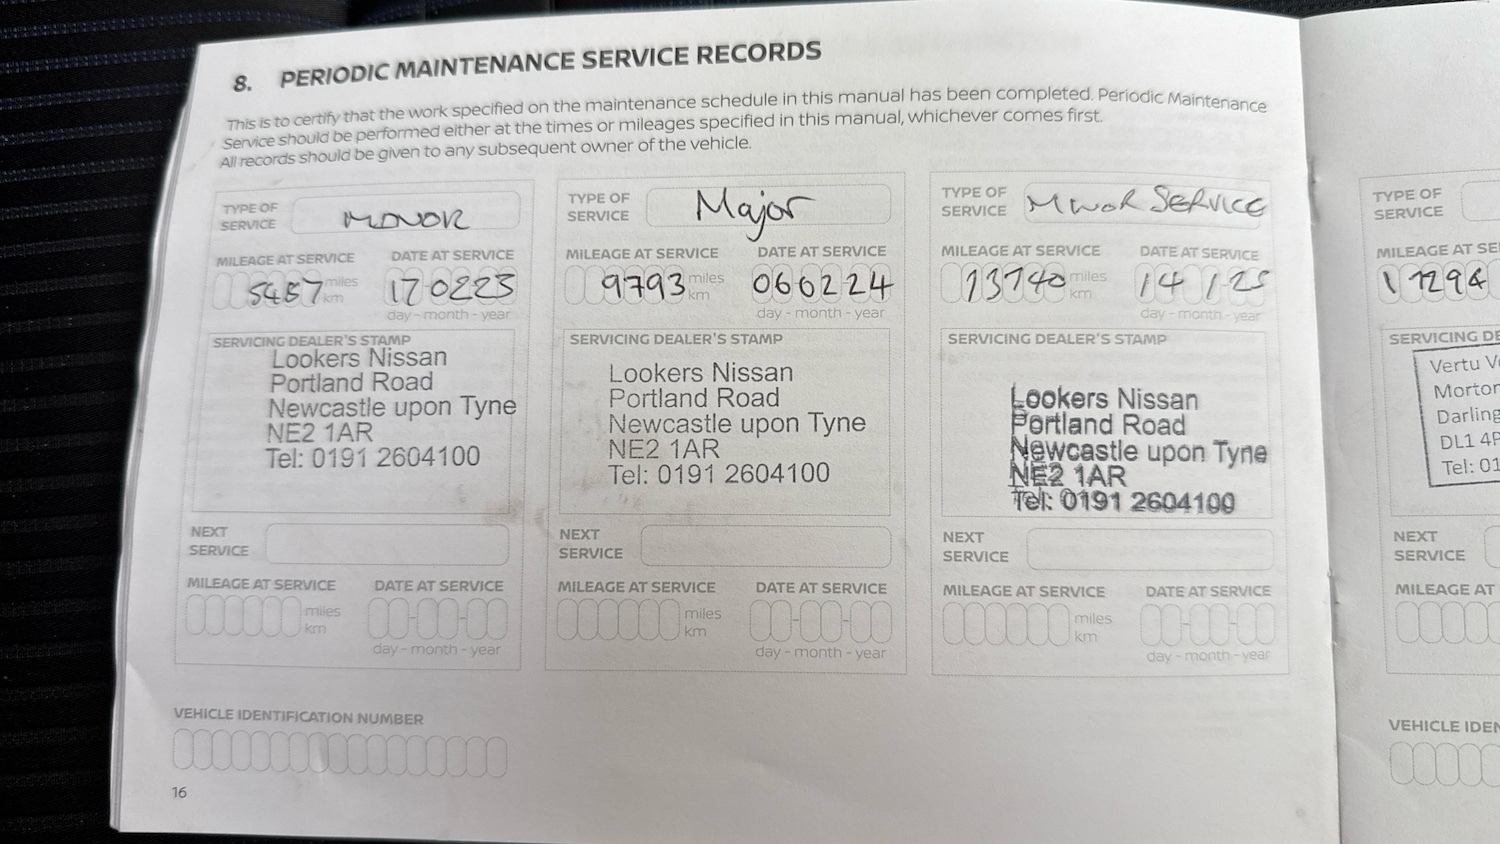 8. PERIODIC MAINTENANCE SERVICE RECORDS
This is to certify that the work specified on the maintenance schedule in this manual has been completed. Periodic Maintenance
Service should be performed either at the times or mileages specified in this manual, whichever comes first.
All records should be given to any subsequent owner of the vehicle.
TYPE OF
SERVICE
MINOR
MILEAGE AT SERVICE
DATE AT SERVICE
miles
km
170223
day - month - year
SERVICING DEALER'S STAMP
Lookers Nissan
Portland Road
Newcastle upon Tyne
NE2 1AR
Tel: 0191 2604100
NEXT
SERVICE
MILEAGE AT SERVICE
DATE AT SERVICE
miles
km
day - month - year
TYPE OF
SERVICE
Major
MILEAGE AT SERVICE
DATE AT SERVICE
9793 miles
km
060224
day - month - year
SERVICING DEALER'S STAMP
Lookers Nissan
Portland Road
Newcastle upon Tyne
NE2 1AR
Tel: 0191 2604100
NEXT
SERVICE
MILEAGE AT SERVICE
DATE AT SERVICE
miles
km
day - month - year
TYPE OF
SERVICE
MINOR SERVICE
MILEAGE AT SERVICE
DATE AT SERVICE
13740 miles
km
14 1 25
day - month - year
SERVICING DEALER'S STAMP
Lookers Nissan
Portland Road
Newcastle upon Tyne
NE2 1AR
Tel: 0191 2604100
NEXT
SERVICE
MILEAGE AT SERVICE
DATE AT SERVICE
miles
km
day - month - year
VEHICLE IDENTIFICATION NUMBER
16
TYPE OF
SERVICE
MILEAGE AT SE
SERVICING DE
Vertu V
Morton
Darling
DL1 4P
Tel: 01
NEXT
SERVICE
MILEAGE AT
VEHICLE IDEN